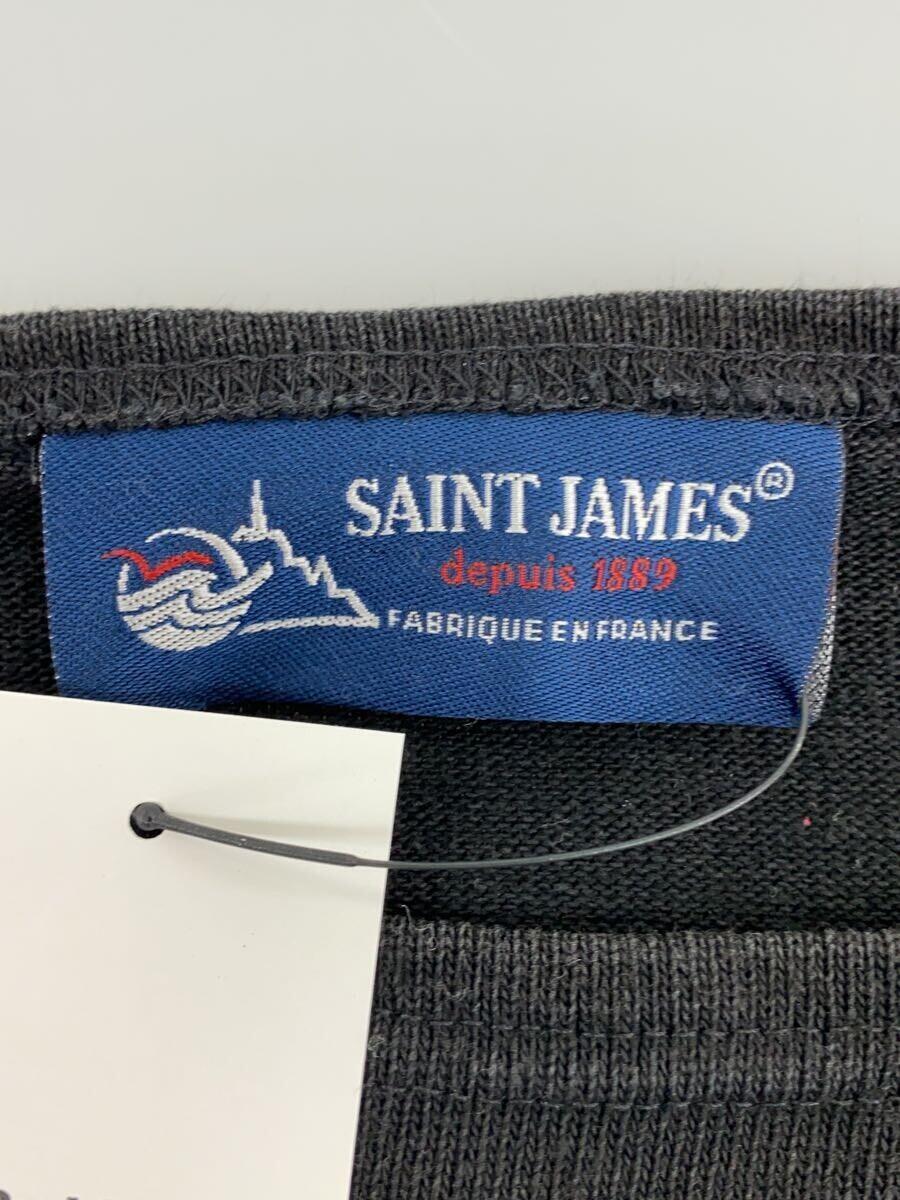 SAINT JAMES®
depuis 1889
FABRIQUE EN FRANCE